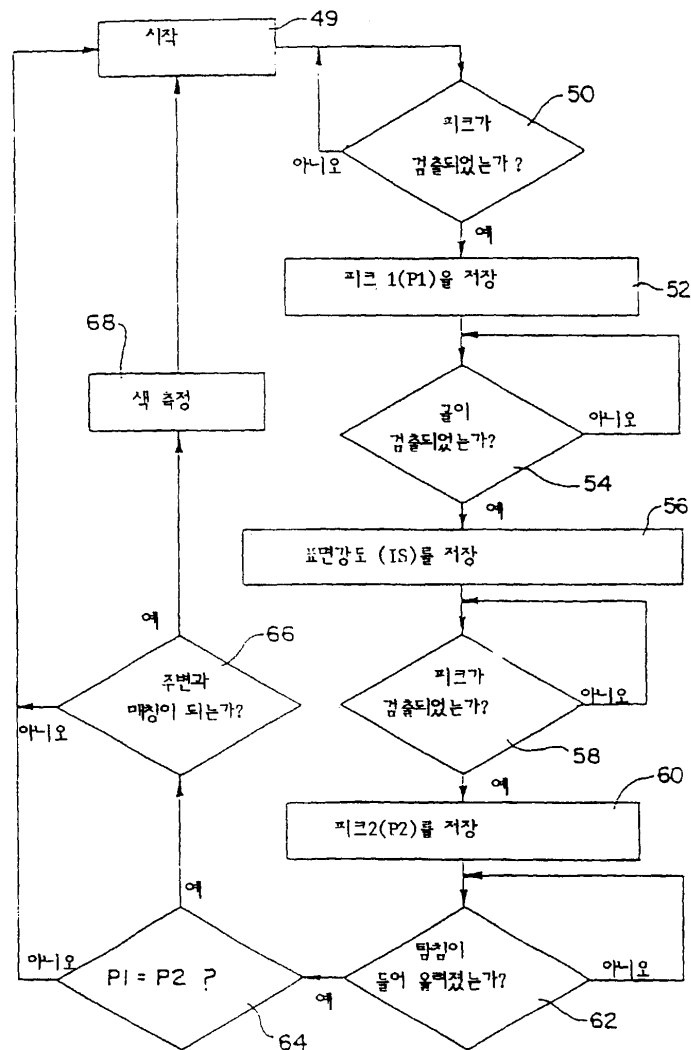 시작
49
피크가
검출되었는가?
50
아니오
예
피크 1(P1)을 저장
52
골이
검출되었는가?
아니오
54
예
표면강도 (IS)를 저장
56
피크가
검출되었는가?
아니오
58
예
피크2(P2)를 저장
60
탐침이
들어 올려졌는가?
아니오
62
예
P1 = P2 ?
아니오
64
예
주변과
매칭이 되는가?
66
아니오
예
색 측정
68